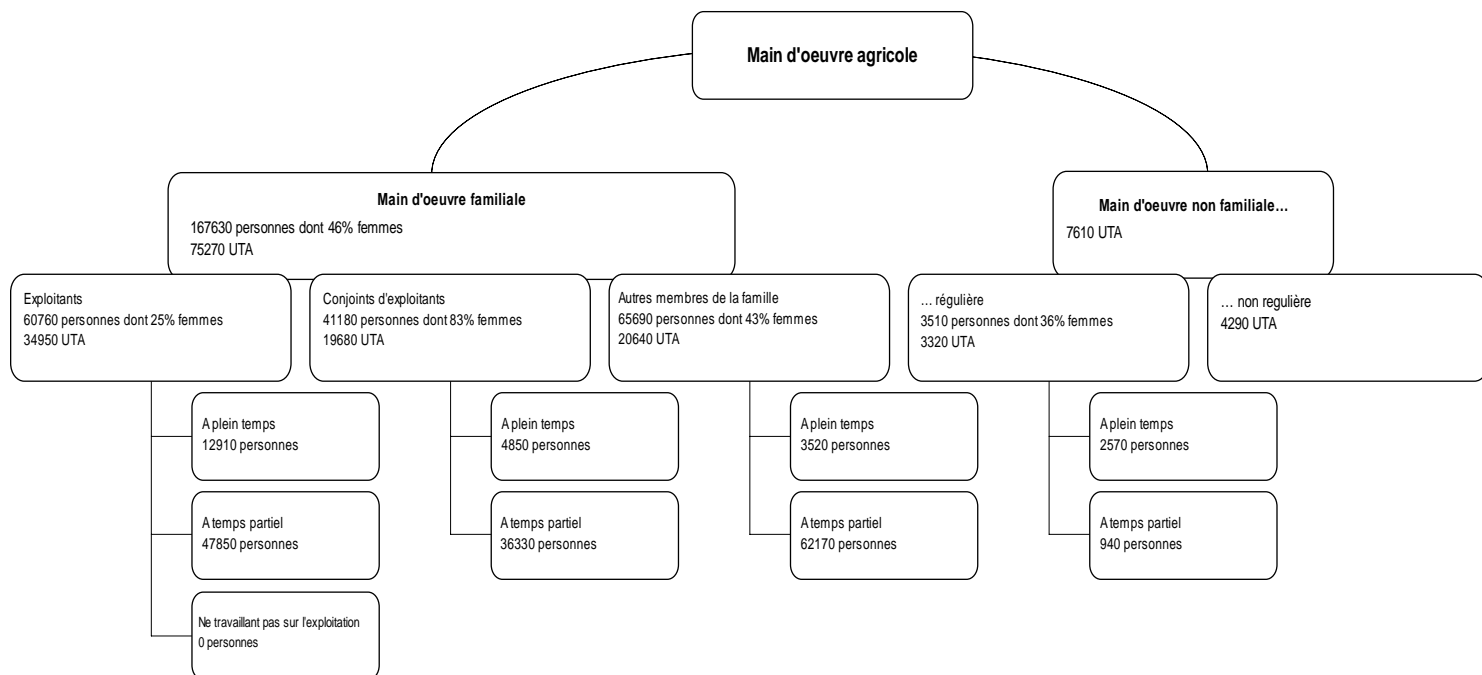 Main d'oeuvre agricole
Main d'oeuvre familiale
167630 personnes dont 46% femmes
75270 UTA
Main d'oeuvre non familiale...
7610 UTA
Exploitants
60760 personnes dont 25% femmes
34950 UTA
Conjoints d'exploitants
41180 personnes dont 83% femmes
19680 UTA
Autres membres de la famille
65690 personnes dont 43% femmes
20640 UTA
... régulière
3510 personnes dont 36% femmes
3320 UTA
... non regulière
4290 UTA
A plein temps
12910 personnes
A plein temps
4850 personnes
A plein temps
3520 personnes
A plein temps
2570 personnes
A temps partiel
47850 personnes
A temps partiel
36330 personnes
A temps partiel
62170 personnes
A temps partiel
940 personnes
Ne travaillant pas sur l'exploitation
0 personnes